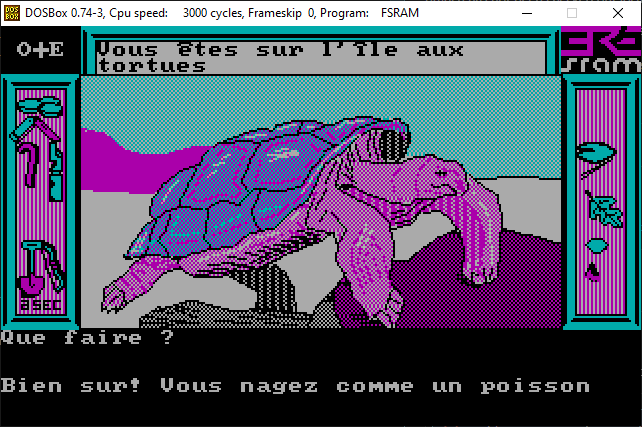 DOSBox 0.74-3, Cpu speed: 3000 cycles, Frameskip 0, Program: FSRAM
O+E
Vous êtes sur l'île aux
tortues
ERE
sram
3SEC
Que faire ?
Bien sur! Vous nagez comme un poisson